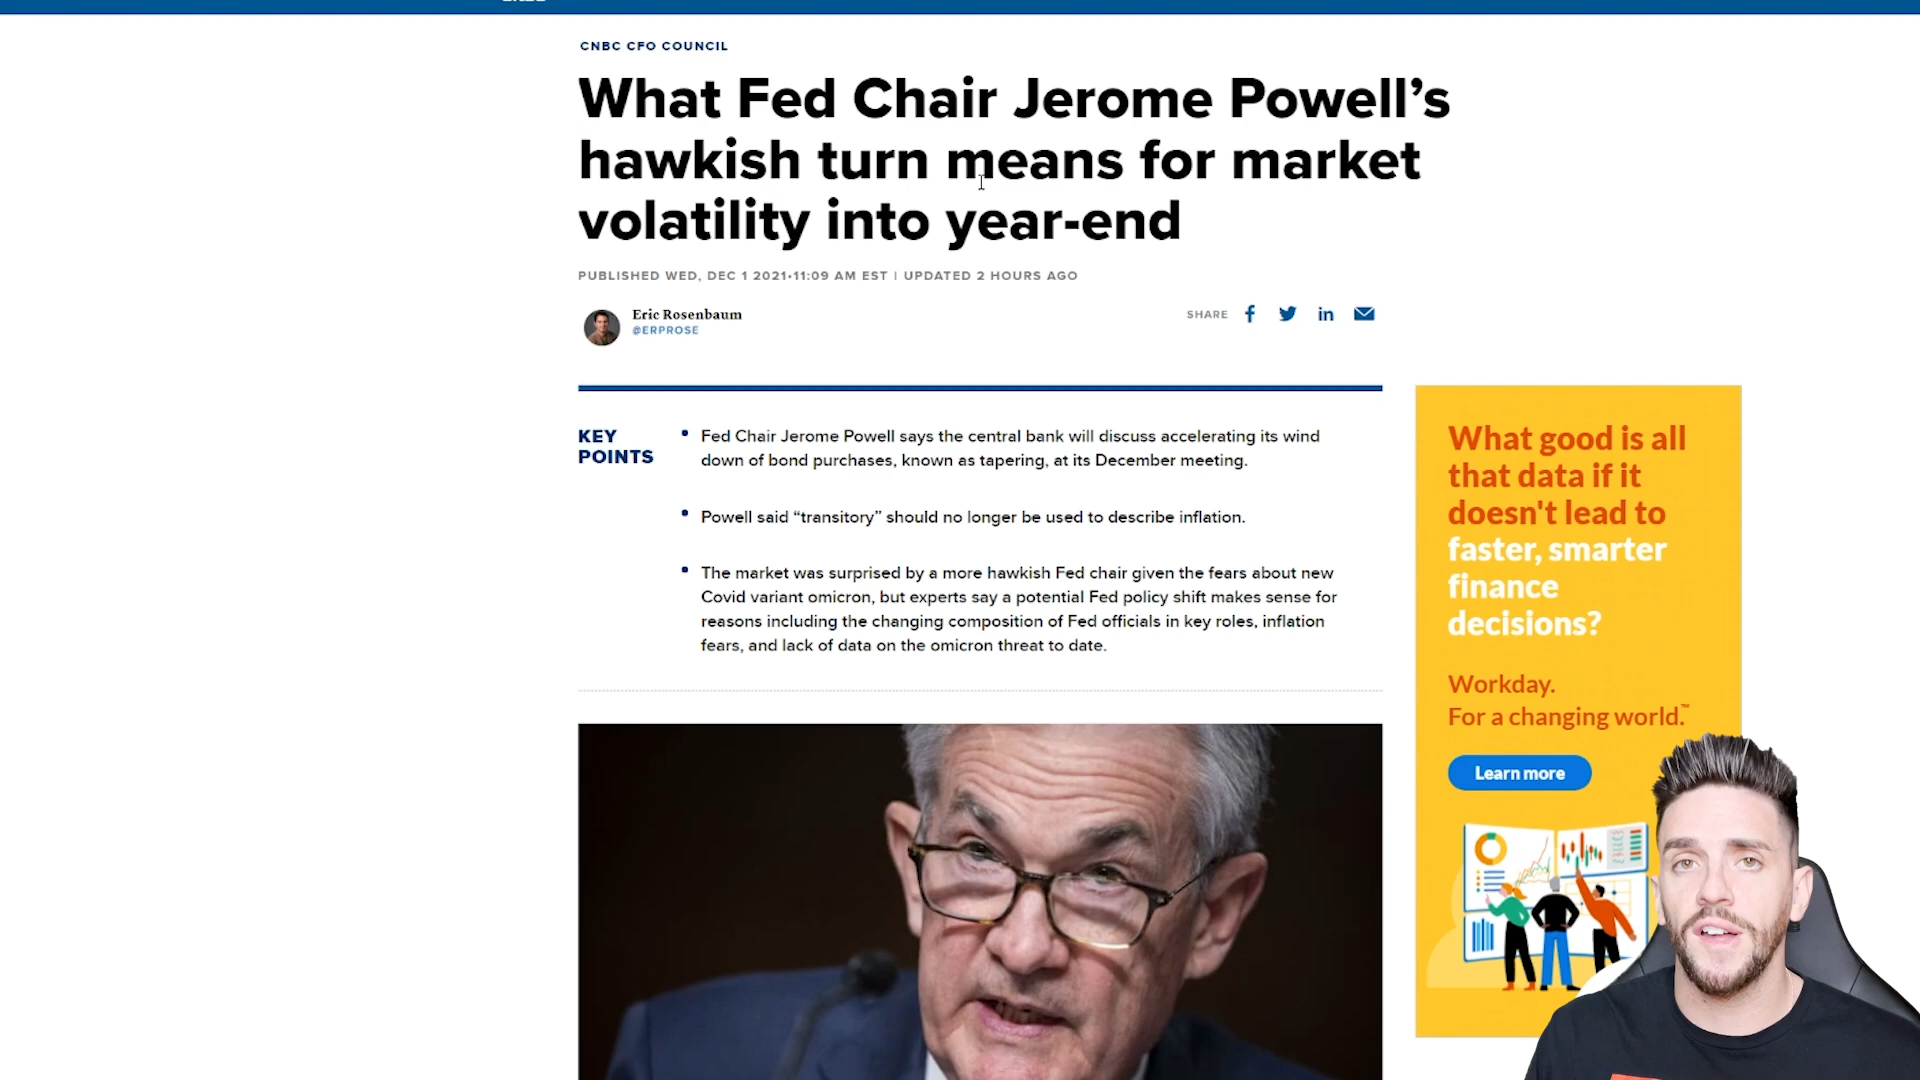 CNBC CFO COUNCIL
What Fed Chair Jerome Powell’s
hawkish turn means for market
volatility into year-end
PUBLISHED WED, DEC 1 2021•11:09 AM EST | UPDATED 2 HOURS AGO
Eric Rosenbaum
@ERPROSE
SHARE
KEY
POINTS
Fed Chair Jerome Powell says the central bank will discuss accelerating its wind
down of bond purchases, known as tapering, at its December meeting.
Powell said “transitory” should no longer be used to describe inflation.
The market was surprised by a more hawkish Fed chair given the fears about new
Covid variant omicron, but experts say a potential Fed policy shift makes sense for
reasons including the changing composition of Fed officials in key roles, inflation
fears, and lack of data on the omicron threat to date.
What good is all
that data if it
doesn't lead to
faster, smarter
finance
decisions?
Workday.
For a changing world.™
Learn more